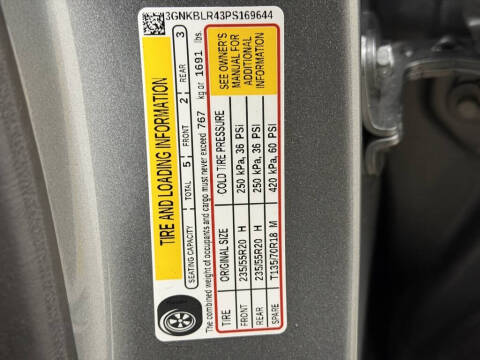 3GNKBLR43PS169644
TIRE AND LOADING INFORMATION
SEATING CAPACITY TOTAL 5 FRONT 2 REAR 3
The combined weight of occupants and cargo must never exceed 767 kg or 1691 lbs.
TIRE ORIGINAL SIZE COLD TIRE PRESSURE
FRONT 235/55R20 H 250 kPa, 36 PSI
REAR 235/55R20 H 250 kPa, 36 PSI
SPARE T135/70R18 M 420 kPa, 60 PSI
SEE OWNER'S
MANUAL FOR
ADDITIONAL
INFORMATION